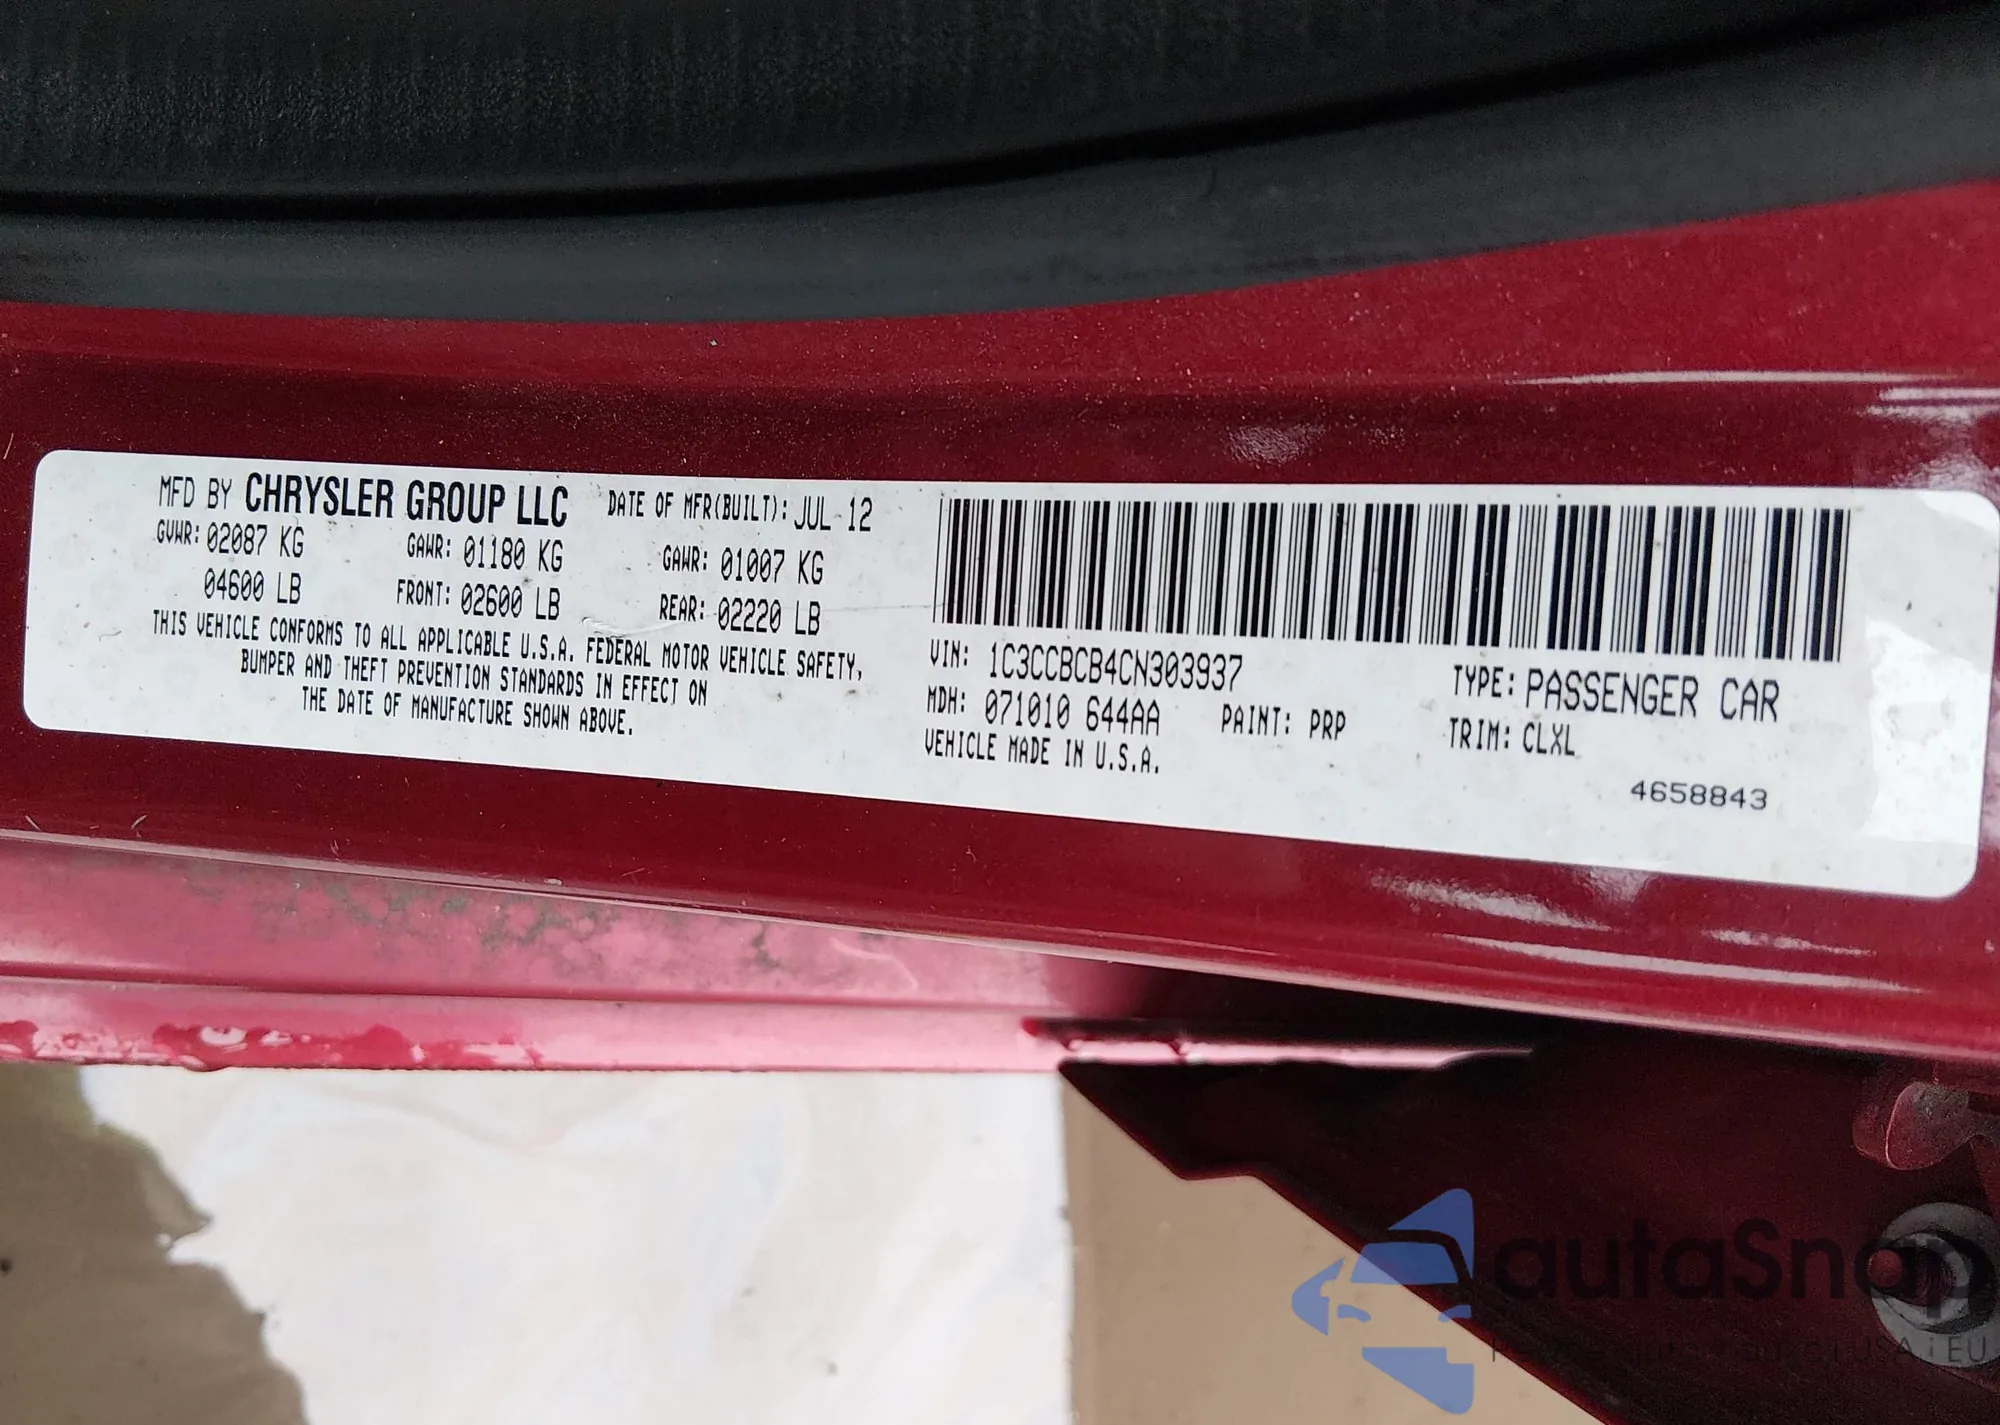 MFD BY CHRYSLER GROUP LLC DATE OF MFR(BUILT): JUL 12
GVWR: 02087 KG GAWR: 01180 KG GAWR: 01007 KG
04600 LB FRONT: 02600 LB REAR: 02220 LB
THIS VEHICLE CONFORMS TO ALL APPLICABLE U.S.A. FEDERAL MOTOR VEHICLE SAFETY,
BUMPER AND THEFT PREVENTION STANDARDS IN EFFECT ON
THE DATE OF MANUFACTURE SHOWN ABOVE.
VIN: 1C3CCBCB4CN303937 TYPE: PASSENGER CAR
MDH: 071010 644AA PAINT: PRP TRIM: CLXL
VEHICLE MADE IN U.S.A.
4658843
autaSnap
USA i EU